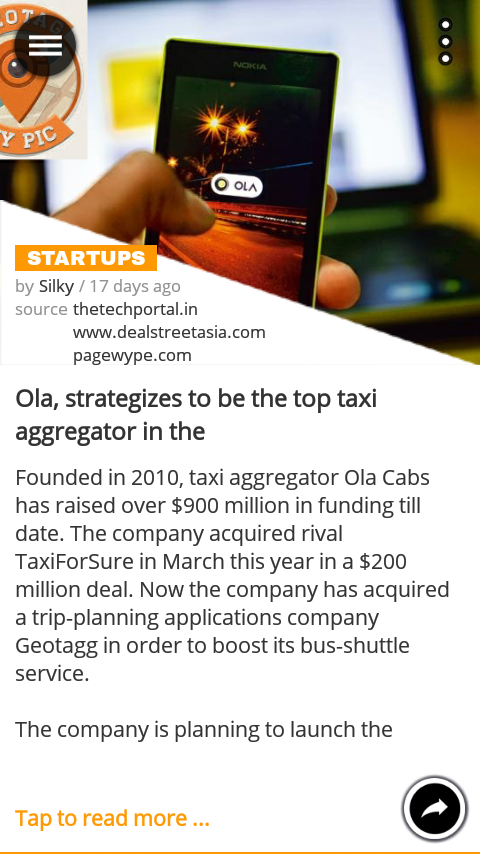 Y PIC
NOKIA
OLA
STARTUPS
by Silky / 17 days ago
source thetechportal.in
www.dealstreetasia.com
pagewype.com
Ola, strategizes to be the top taxi
aggregator in the
Founded in 2010, taxi aggregator Ola Cabs
has raised over $900 million in funding till
date. The company acquired rival
TaxiForSure in March this year in a $200
million deal. Now the company has acquired
a trip-planning applications company
Geotagg in order to boost its bus-shuttle
service.
The company is planning to launch the
Tap to read more ...